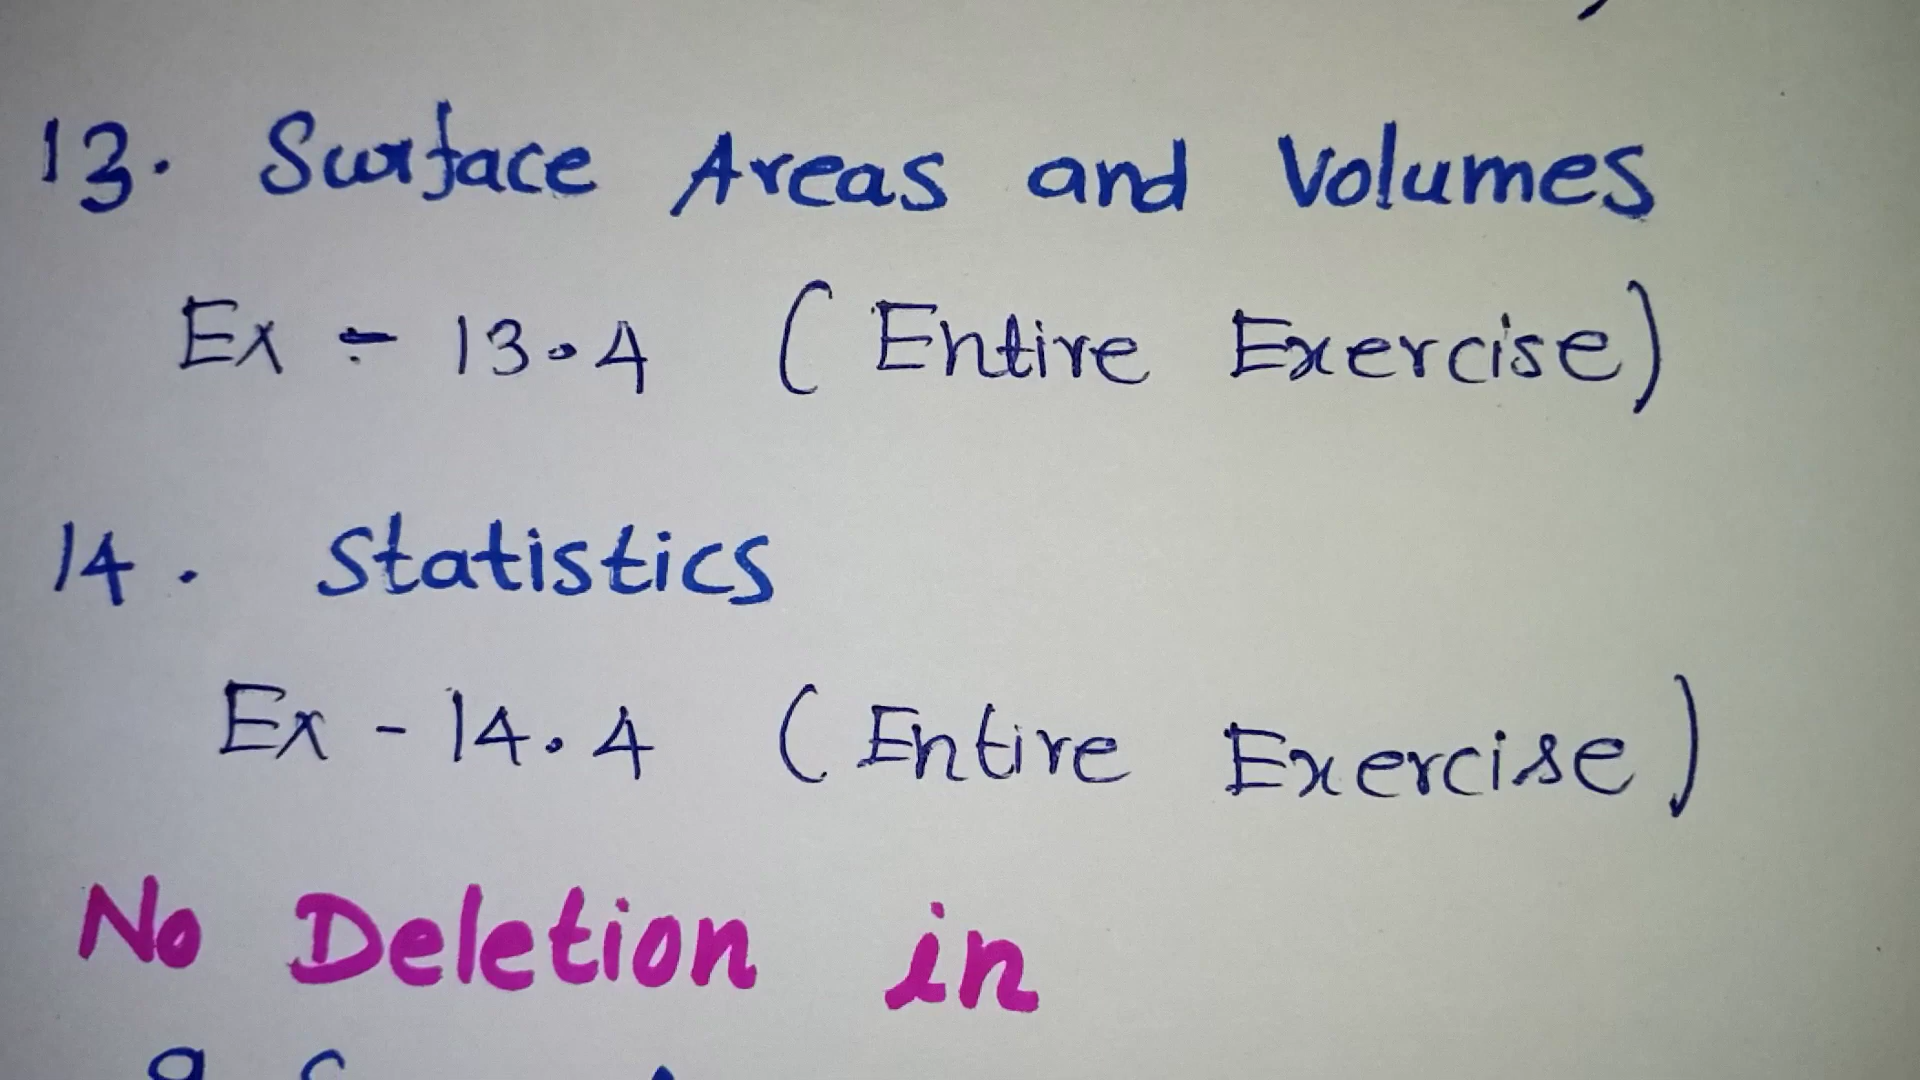 13. Surface Areas and Volumes
Ex - 13.4 (Entire Exercise)
14. Statistics
Ex - 14.4 (Entire Exercise)
No Deletion in